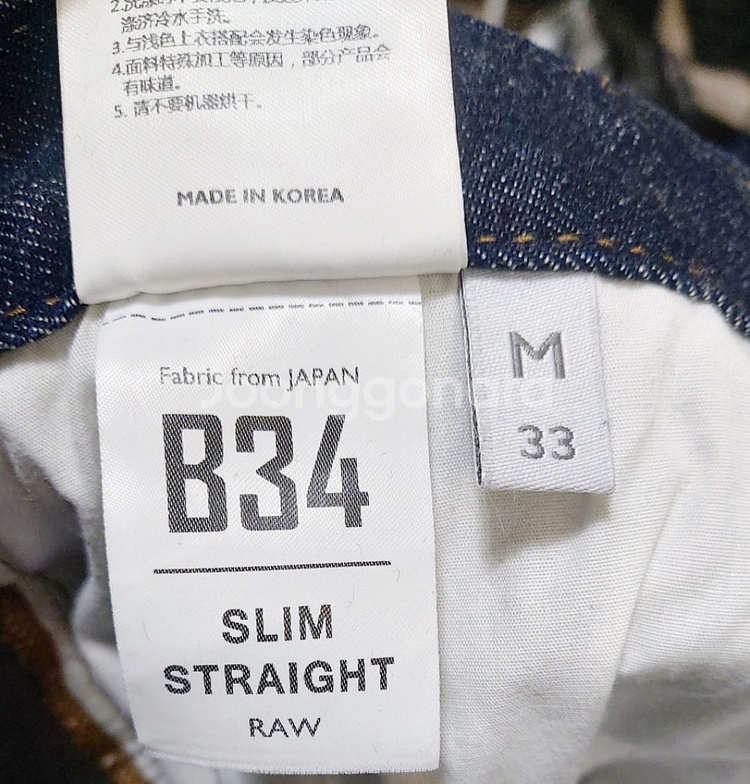 涤济冷水手洗。
3.与浅色上衣搭配会发生染色现象。
4.面料特殊加工等原因，部分产品会
有味道。
5. 请不要机器烘干。
MADE IN KOREA
Fabric from JAPAN
B34
SLIM
STRAIGHT
RAW
M
33
Joonggonara